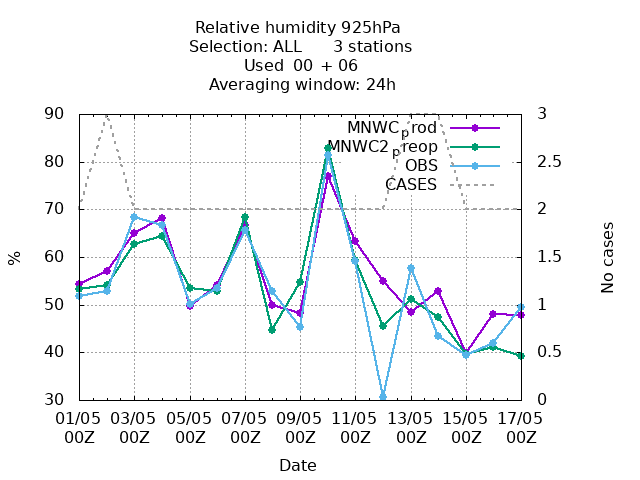 Relative humidity 925hPa
Selection: ALL 3 stations
Used 00 + 06
Averaging window: 24h
90 3
MNWCprod
MNWC2preop
80 2.5
OBS
CASES
70 2
60 1.5
%
No cases
50 1
40 0.5
30 0
01/05 03/05 05/05 07/05 09/05 11/05 13/05 15/05 17/05
00Z 00Z 00Z 00Z 00Z 00Z 00Z 00Z 00Z
Date